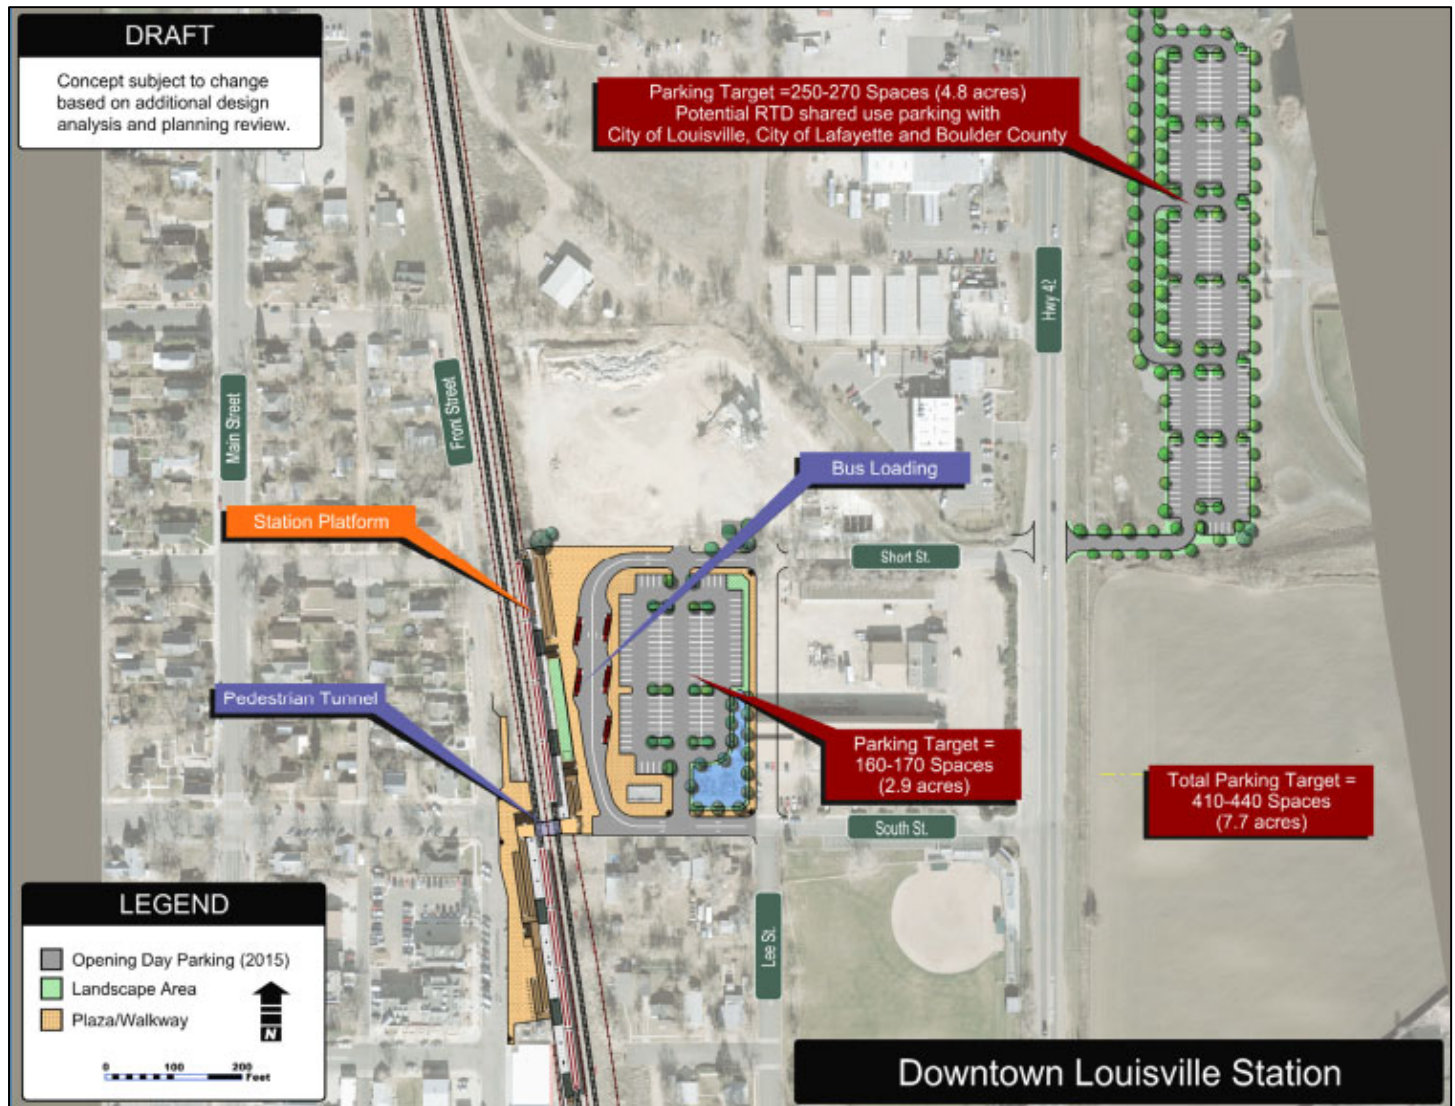 DRAFT
Concept subject to change
based on additional design
analysis and planning review.
Parking Target =250-270 Spaces (4.8 acres)
Potential RTD shared use parking with
City of Louisville, City of Lafayette and Boulder County
Hwy 42
Main Street
Front Street
Bus Loading
Station Platform
Short St.
Pedestrian Tunnel
Parking Target =
160-170 Spaces
(2.9 acres)
Total Parking Target =
410-440 Spaces
(7.7 acres)
South St.
Lee St.
LEGEND
Opening Day Parking (2015)
Landscape Area
Plaza/Walkway
N
0 100 200
Feet
Downtown Louisville Station